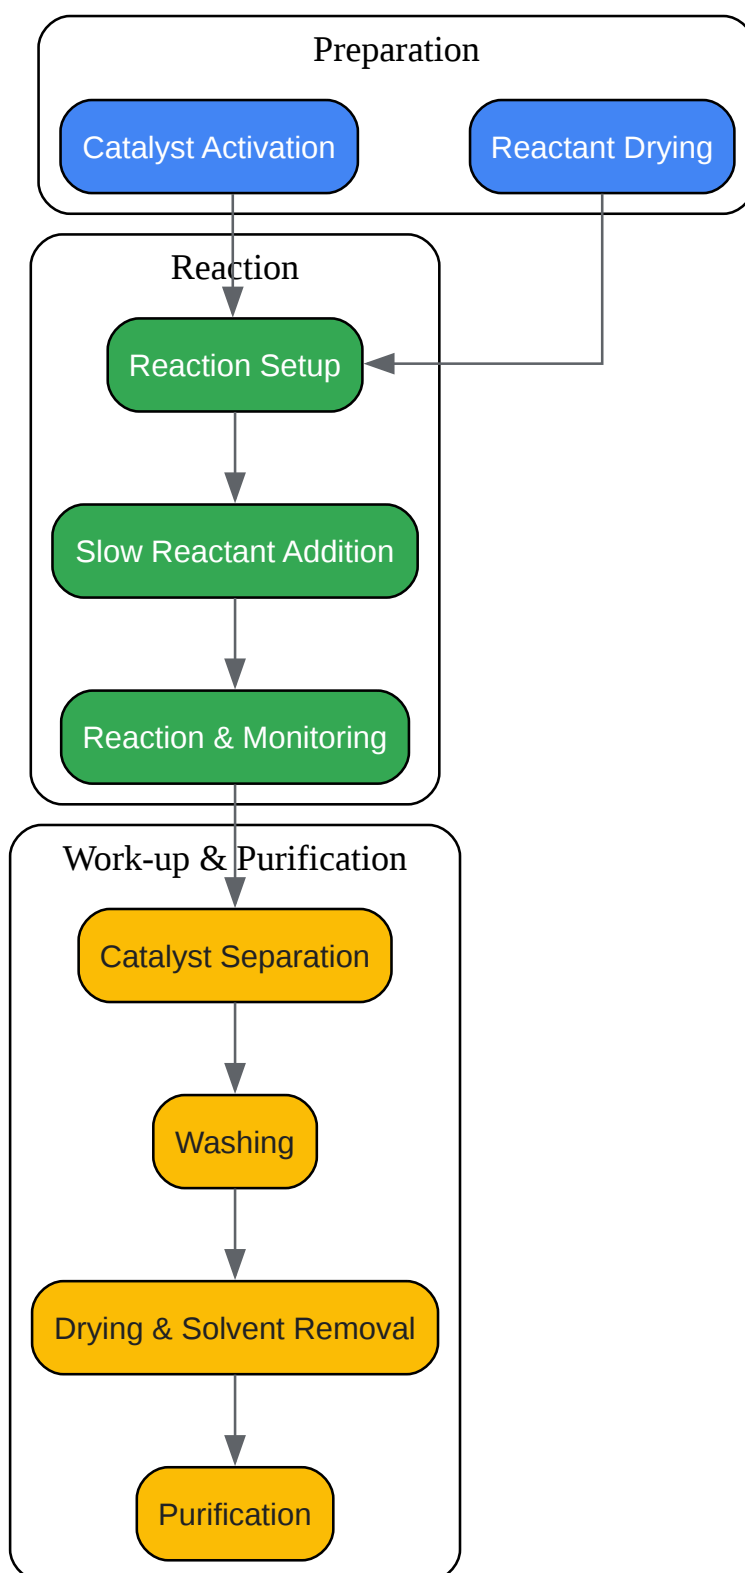 Preparation
Catalyst Activation
Reactant Drying
Reaction
Reaction Setup
Slow Reactant Addition
Reaction & Monitoring
Work-up & Purification
Catalyst Separation
Washing
Drying & Solvent Removal
Purification